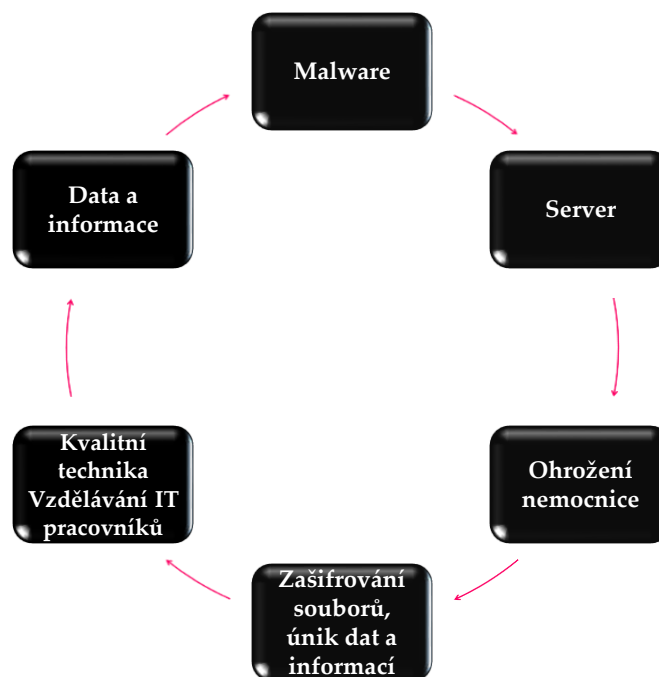 Malware
Server
Ohrožení
nemocnice
Zašifrování
souborů,
únik dat a
informací
Kvalitní
technika
Vzdělávání IT
pracovníků
Data a
informace